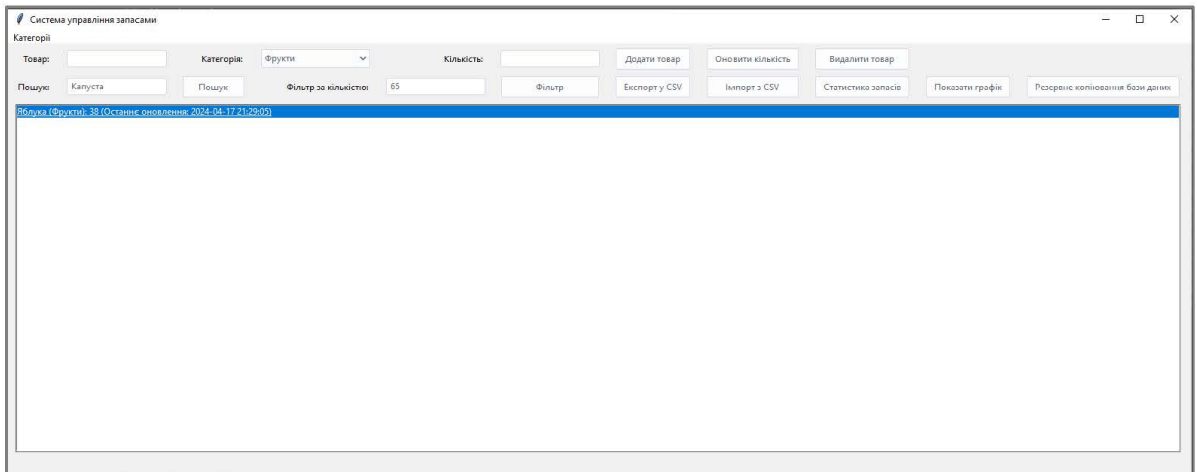 Система управління запасами
Категорії
Товар: Категорія: Фрукти Кількість: Додати товар Оновити кількість Видалити товар
Пошук: Капуста Пошук Фільтр за кількістю: 65 Фільтр Експорт у CSV Імпорт з CSV Статистика запасів Показати графік Резервне копіювання бази даних
Яблука (Фрукти): 38 (Останнє оновлення: 2024-04-17 21:29:05)